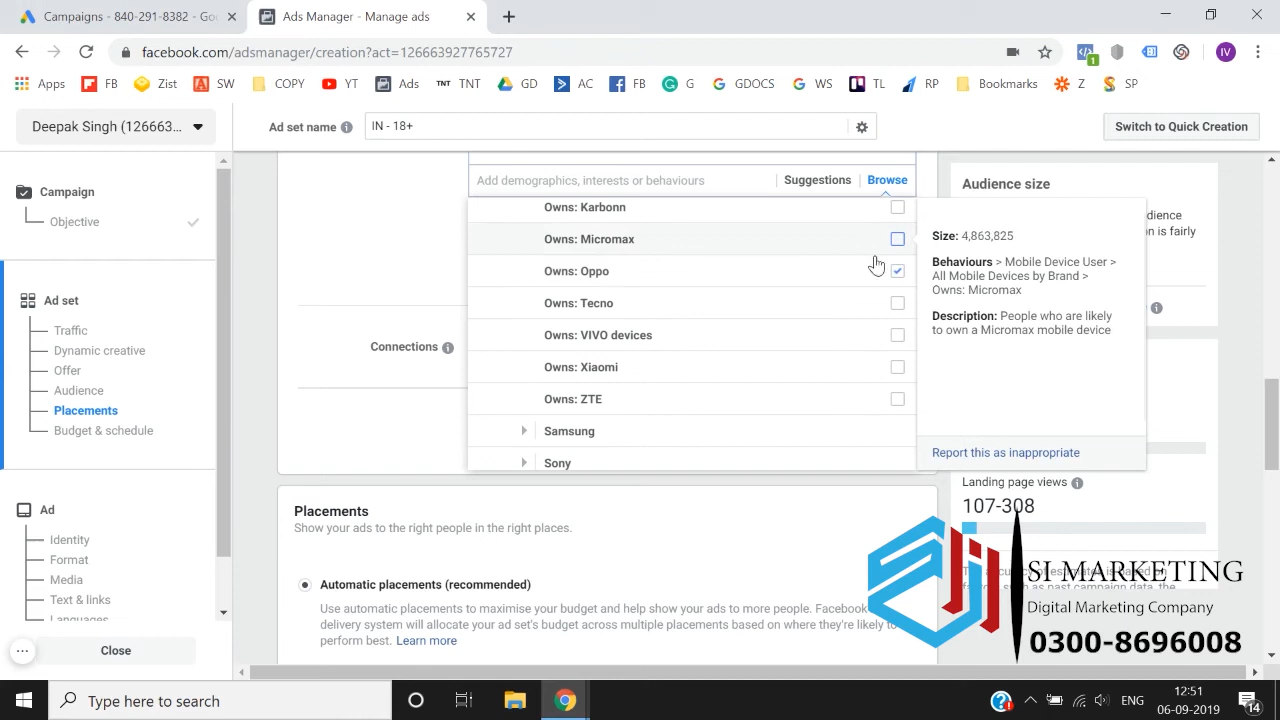 Campaigns - 840-291-8382 - Goo
Ads Manager - Manage ads
facebook.com/adsmanager/creation?act=126663927765727
1
IV
Apps
FB
Zist
SW
COPY
YT
Ads
TNT TNT
GD
AC
FB
G
GDOCS
WS
TL
RP
Bookmarks
Z
SP
Deepak Singh (126663...
Ad set name
IN - 18+
Switch to Quick Creation
Campaign
Objective
Ad set
Traffic
Dynamic creative
Offer
Audience
Placements
Budget & schedule
Ad
Identity
Format
Media
Text & links
Languages
Close
Add demographics, interests or behaviours
Suggestions
Browse
Owns: Karbonn
Owns: Micromax
Owns: Oppo
Owns: Tecno
Owns: VIVO devices
Owns: Xiaomi
Owns: ZTE
Samsung
Sony
Connections
Size: 4,863,825
Behaviours > Mobile Device User >
All Mobile Devices by Brand >
Owns: Micromax
Description: People who are likely
to own a Micromax mobile device
Report this as inappropriate
Audience size
dience
n is fairly
Landing page views
107-308
Placements
Show your ads to the right people in the right places.
Automatic placements (recommended)
Use automatic placements to maximise your budget and help show your ads to more people. Facebook
delivery system will allocate your ad set's budget across multiple placements based on where they're likely to
perform best. Learn more
SI MARKETING
Digital Marketing Company
0300-8696008
Type here to search
ENG
12:51
06-09-2019
14